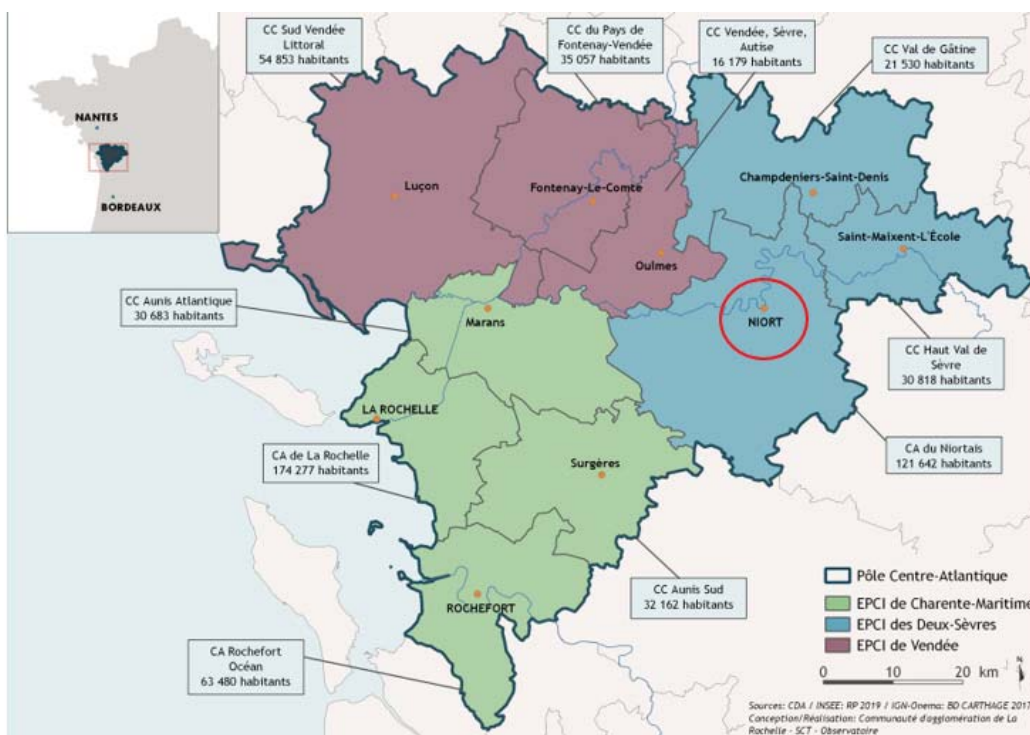 CC Sud Vendée
Littoral
54 853 habitants
CC du Pays de
Fontenay-Vendée
35 057 habitants
CC Vendée, Sèvre,
Autise
16 179 habitants
CC Val de Gâtine
21 530 habitants
NANTES
BORDEAUX
Luçon
Fontenay-Le-Comte
Champdeniers-Saint-Denis
Saint-Maixent-L'École
Oulmes
CC Aunis Atlantique
30 683 habitants
Marans
NIORT
CC Haut Val de
Sèvre
30 818 habitants
LA ROCHELLE
CA de La Rochelle
174 277 habitants
Surgères
CA du Niortais
121 642 habitants
ROCHEFORT
CC Aunis Sud
32 162 habitants
CA Rochefort
Océan
63 480 habitants
Pôle Centre-Atlantique
EPCI de Charente-Maritime
EPCI des Deux-Sèvres
EPCI de Vendée
0 10 20 km
N
Sources: CDA / INSEE: RP 2019 / IGN-Onema: BD CARTHAGE 2017
Conception/Réalisation: Communauté d'agglomération de La
Rochelle - SCT - Observatoire